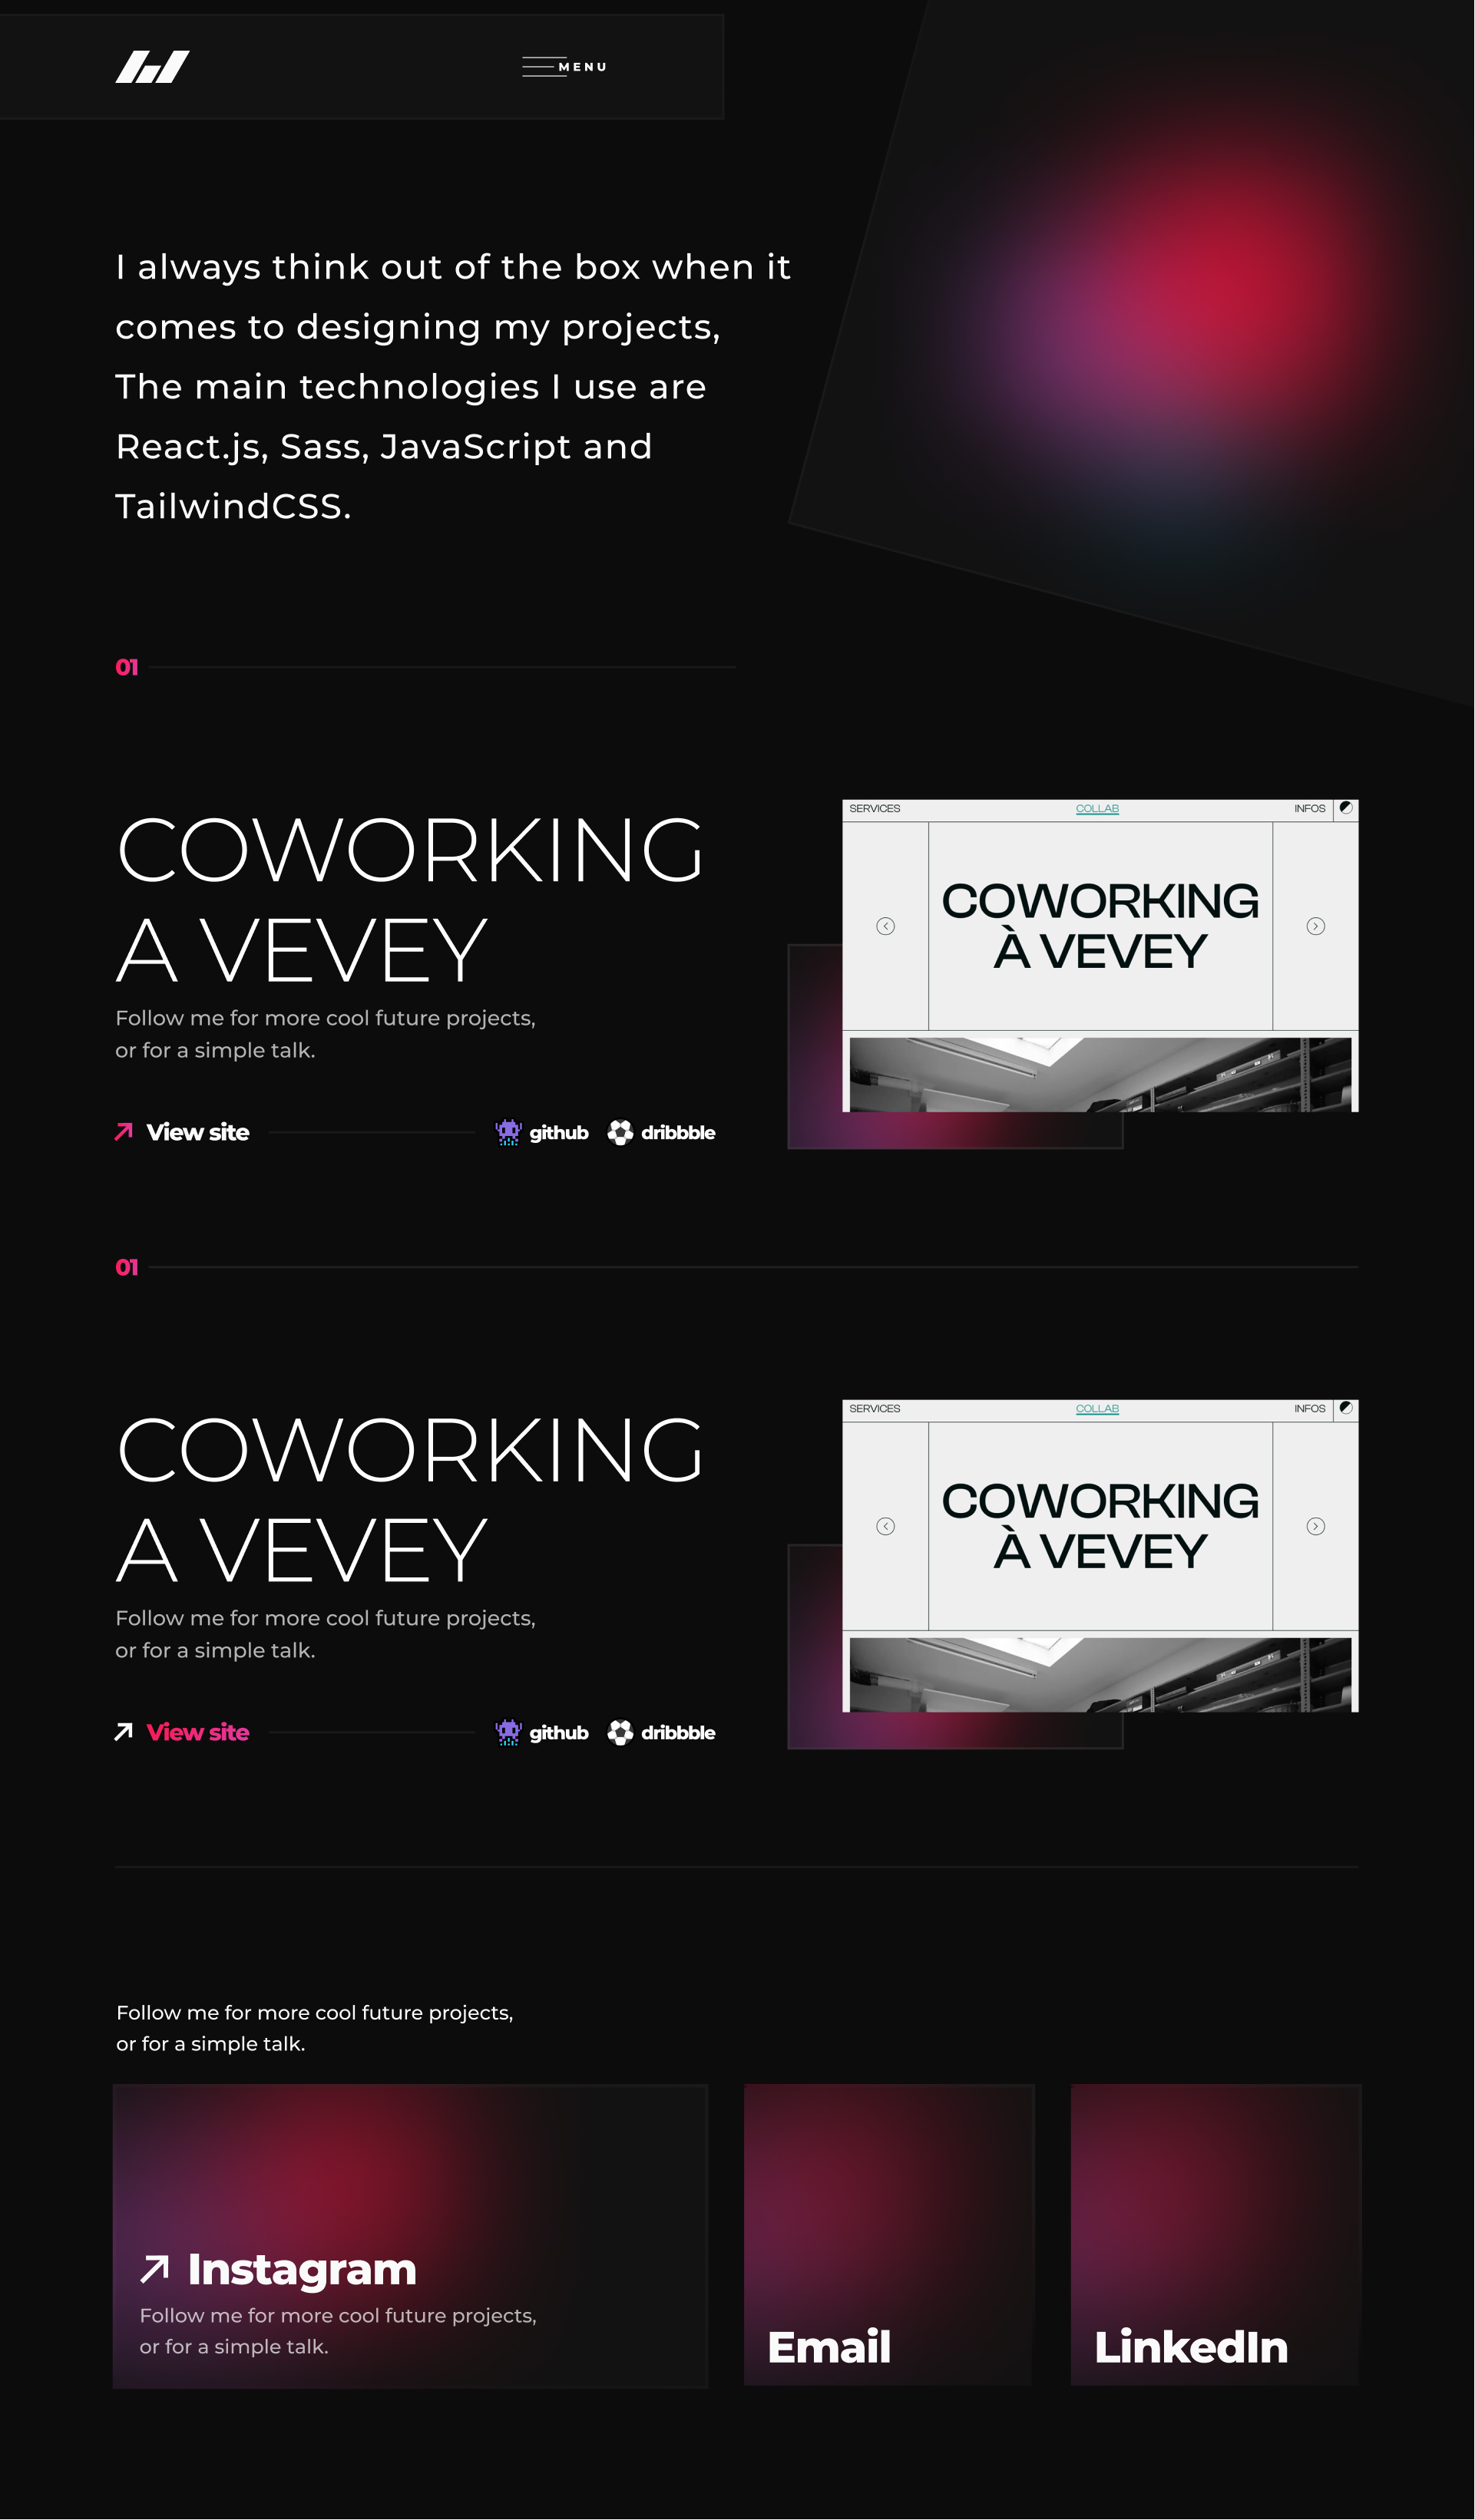 MENU
I always think out of the box when it
comes to designing my projects,
The main technologies I use are
React.js, Sass, JavaScript and
TailwindCSS.
01
COWORKING
A VEVEY
Follow me for more cool future projects,
or for a simple talk.
View site
github
dribbble
SERVICES
COLLAB
INFOS
COWORKING
À VEVEY
01
COWORKING
A VEVEY
Follow me for more cool future projects,
or for a simple talk.
View site
github
dribbble
SERVICES
COLLAB
INFOS
COWORKING
À VEVEY
Follow me for more cool future projects,
or for a simple talk.
Instagram
Follow me for more cool future projects,
or for a simple talk.
Email
LinkedIn